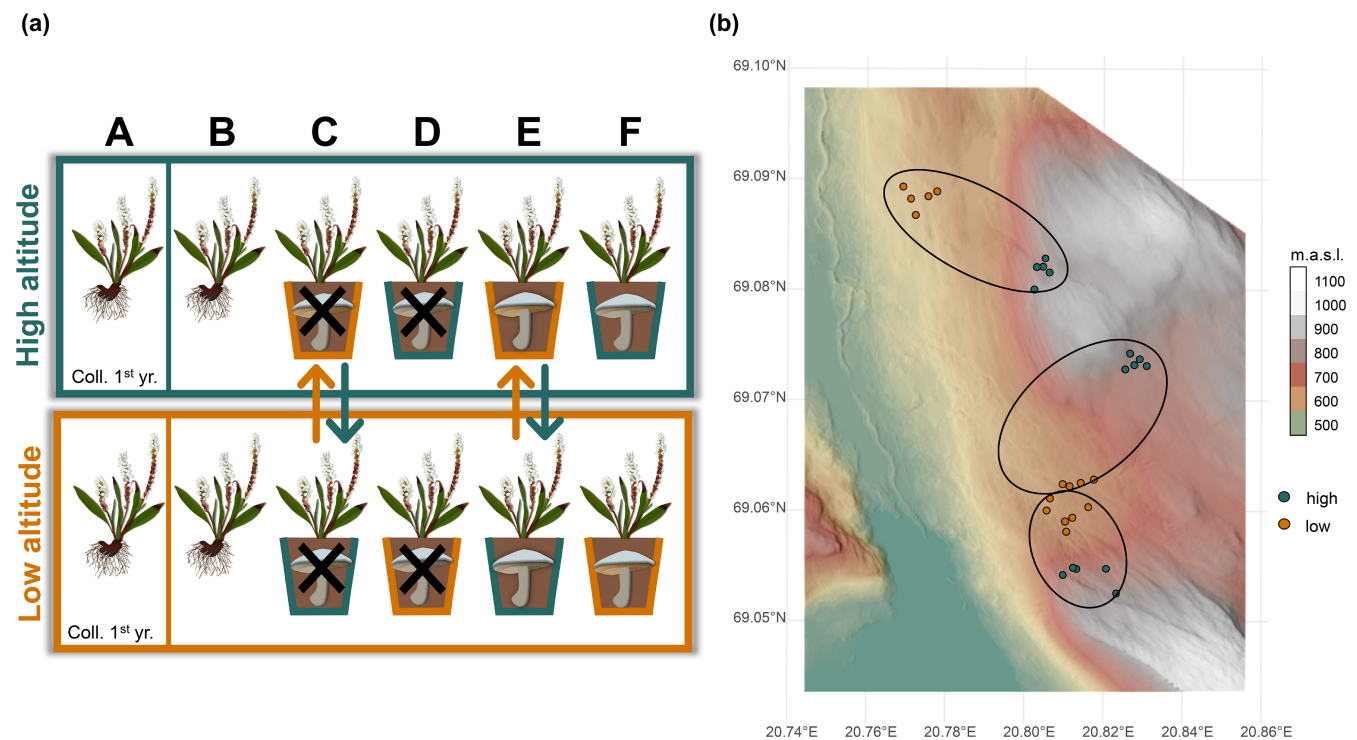 (a)
A B C D E F
High altitude
Coll. 1st yr.
Low altitude
Coll. 1st yr.
(b)
69.10°N
69.09°N
69.08°N
69.07°N
69.06°N
69.05°N
20.74°E 20.76°E 20.78°E 20.80°E 20.82°E 20.84°E 20.86°E
m.a.s.l.
1100
1000
900
800
700
600
500
high
low